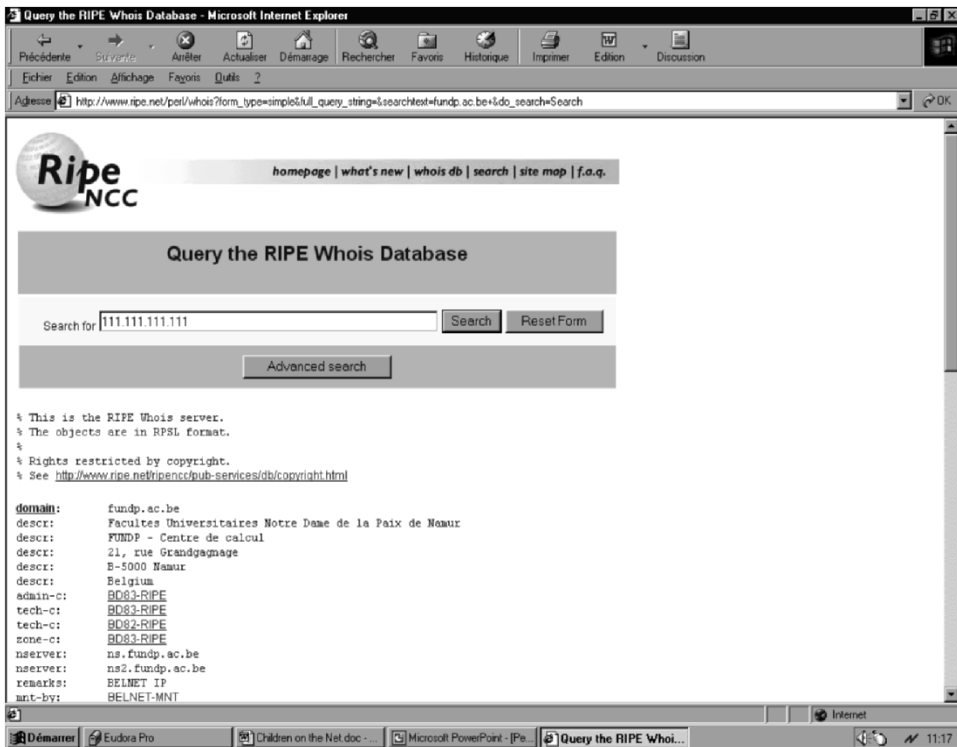 Query the RIPE Whois Database - Microsoft Internet Explorer
Précédente Suivante Arrêter Actualiser Démarrage Rechercher Favoris Historique Imprimer Edition Discussion
Fichier Edition Affichage Favoris Outils ?
Adresse http://www.ripe.net/perl/whois?form_type=simple&full_query_string=&searchtext=fundp.ac.be+&do_search=Search OK
Ripe NCC
homepage | what's new | whois db | search | site map | f.a.q.
Query the RIPE Whois Database
Search for 111.111.111.111 Search Reset Form
Advanced search
% This is the RIPE Whois server.
% The objects are in RPSL format.
%
% Rights restricted by copyright.
% See http://www.ripe.net/ripencc/pub-services/db/copyright.html
domain: fundp.ac.be
descr: Facultes Universitaires Notre Dame de la Paix de Namur
descr: FUNDP - Centre de calcul
descr: 21, rue Grandgagnage
descr: B-5000 Namur
descr: Belgium
admin-c: BD83-RIPE
tech-c: BD83-RIPE
tech-c: BD82-RIPE
zone-c: BD83-RIPE
nserver: ns.fundp.ac.be
nserver: ns2.fundp.ac.be
remarks: BELNET IP
mnt-by: BELNET-MNT
Internet
Démarrer Eudora Pro Children on the Net.doc - ... Microsoft PowerPoint - [Pe... Query the RIPE Whoi... 11:17